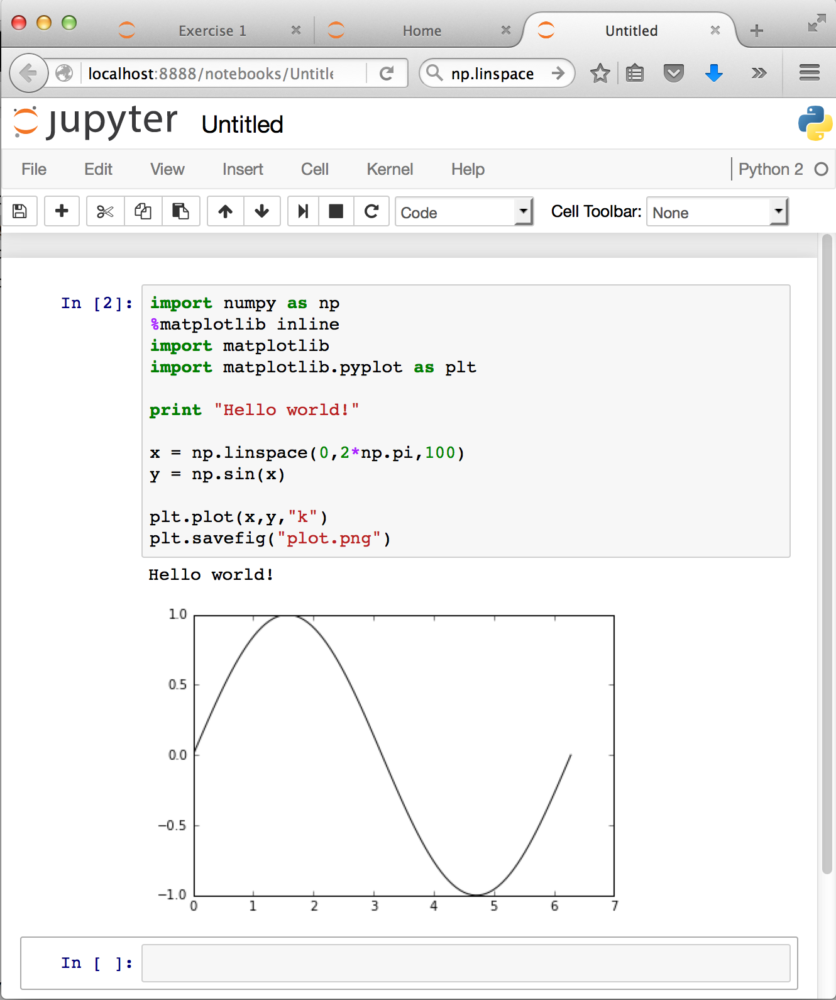 Exercise 1 Home Untitled
localhost:8888/notebooks/Untitle np.linspace
jupyter Untitled
File Edit View Insert Cell Kernel Help Python 2
Code Cell Toolbar: None
In [2]: import numpy as np
%matplotlib inline
import matplotlib
import matplotlib.pyplot as plt
print "Hello world!"
x = np.linspace(0,2*np.pi,100)
y = np.sin(x)
plt.plot(x,y,"k")
plt.savefig("plot.png")
Hello world!
1.0
0.5
0.0
−0.5
−1.0
0 1 2 3 4 5 6 7
In [ ]: